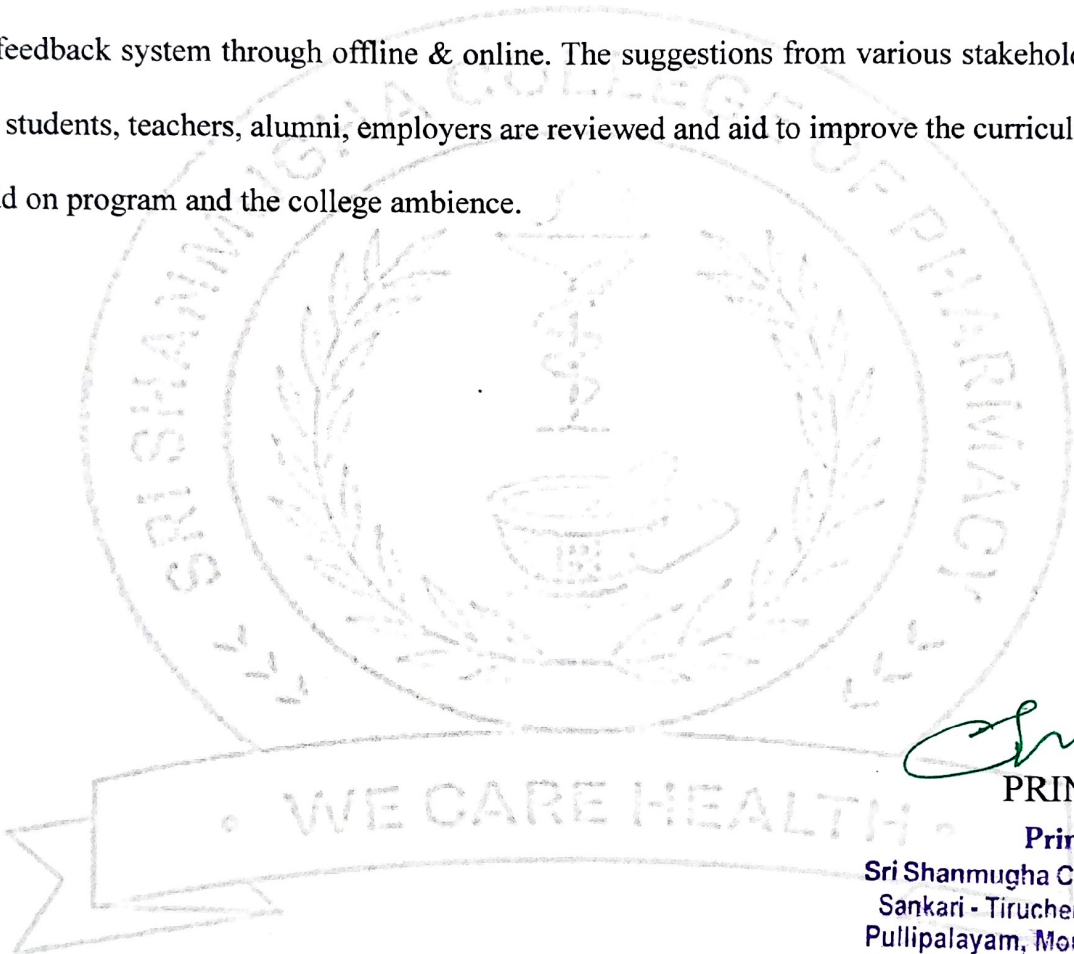 feedback system through offline & online. The suggestions from various stakehol
students, teachers, alumni, employers are reviewed and aid to improve the curricul
d on program and the college ambience.
SRI SHANMUGHA COLLEGE OF PHARMACY
WE CARE HEALTH
PRIN
Prin
Sri Shanmugha C
Sankari - Tiruche
Pullipalayam, Mo